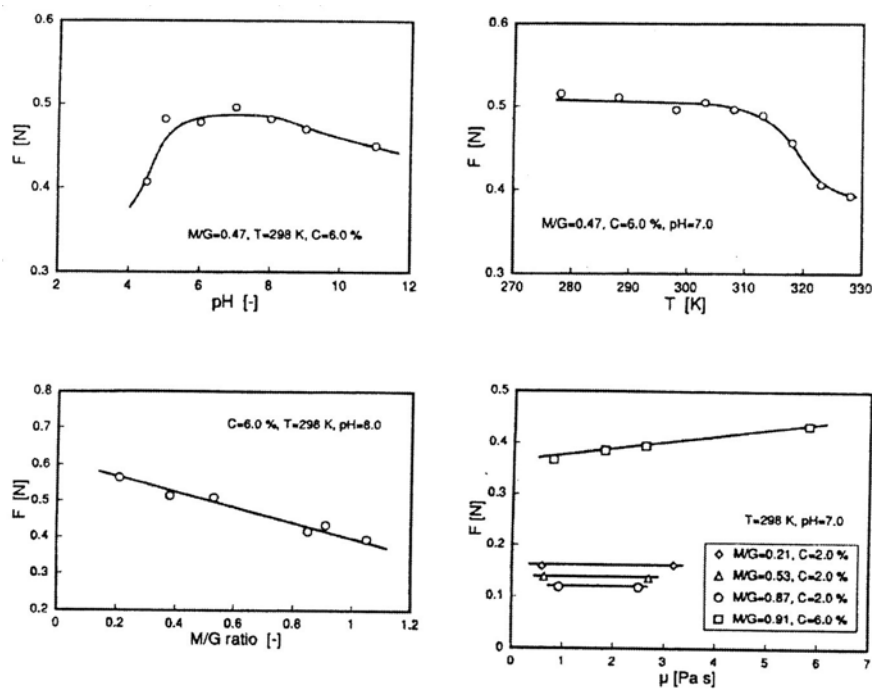 0.6
0.5
0.4
0.3
F [N]
M/G=0.47, T=298 K, C=6.0 %
2 4 6 8 10 12
pH [-]
0.6
0.5
0.4
0.3
F [N]
M/G=0.47, C=6.0 %, pH=7.0
270 280 290 300 310 320 330
T [K]
0.8
0.7
0.6
0.5
0.4
0.3
0.2
F [N]
C=6.0 %, T=298 K, pH=8.0
0 0.2 0.4 0.6 0.8 1 1.2
M/G ratio [-]
0.5
0.4
0.3
0.2
0.1
0
F [N]
T=298 K, pH=7.0
M/G=0.21, C=2.0 %
M/G=0.53, C=2.0 %
M/G=0.87, C=2.0 %
M/G=0.91, C=6.0 %
0 1 2 3 4 5 6 7
μ [Pa s]